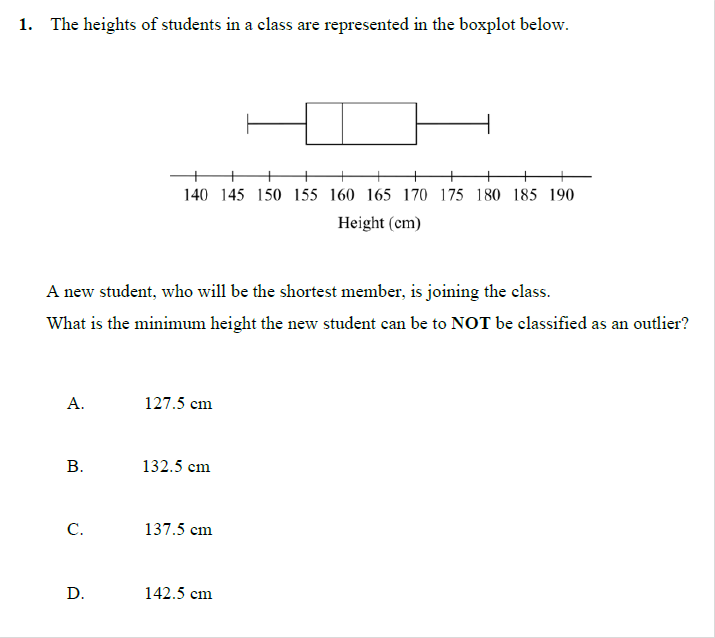 1. The heights of students in a class are represented in the boxplot below.
140 145 150 155 160 165 170 175 180 185 190
Height (cm)
A new student, who will be the shortest member, is joining the class.
What is the minimum height the new student can be to NOT be classified as an outlier?
A. 127.5 cm
B. 132.5 cm
C. 137.5 cm
D. 142.5 cm